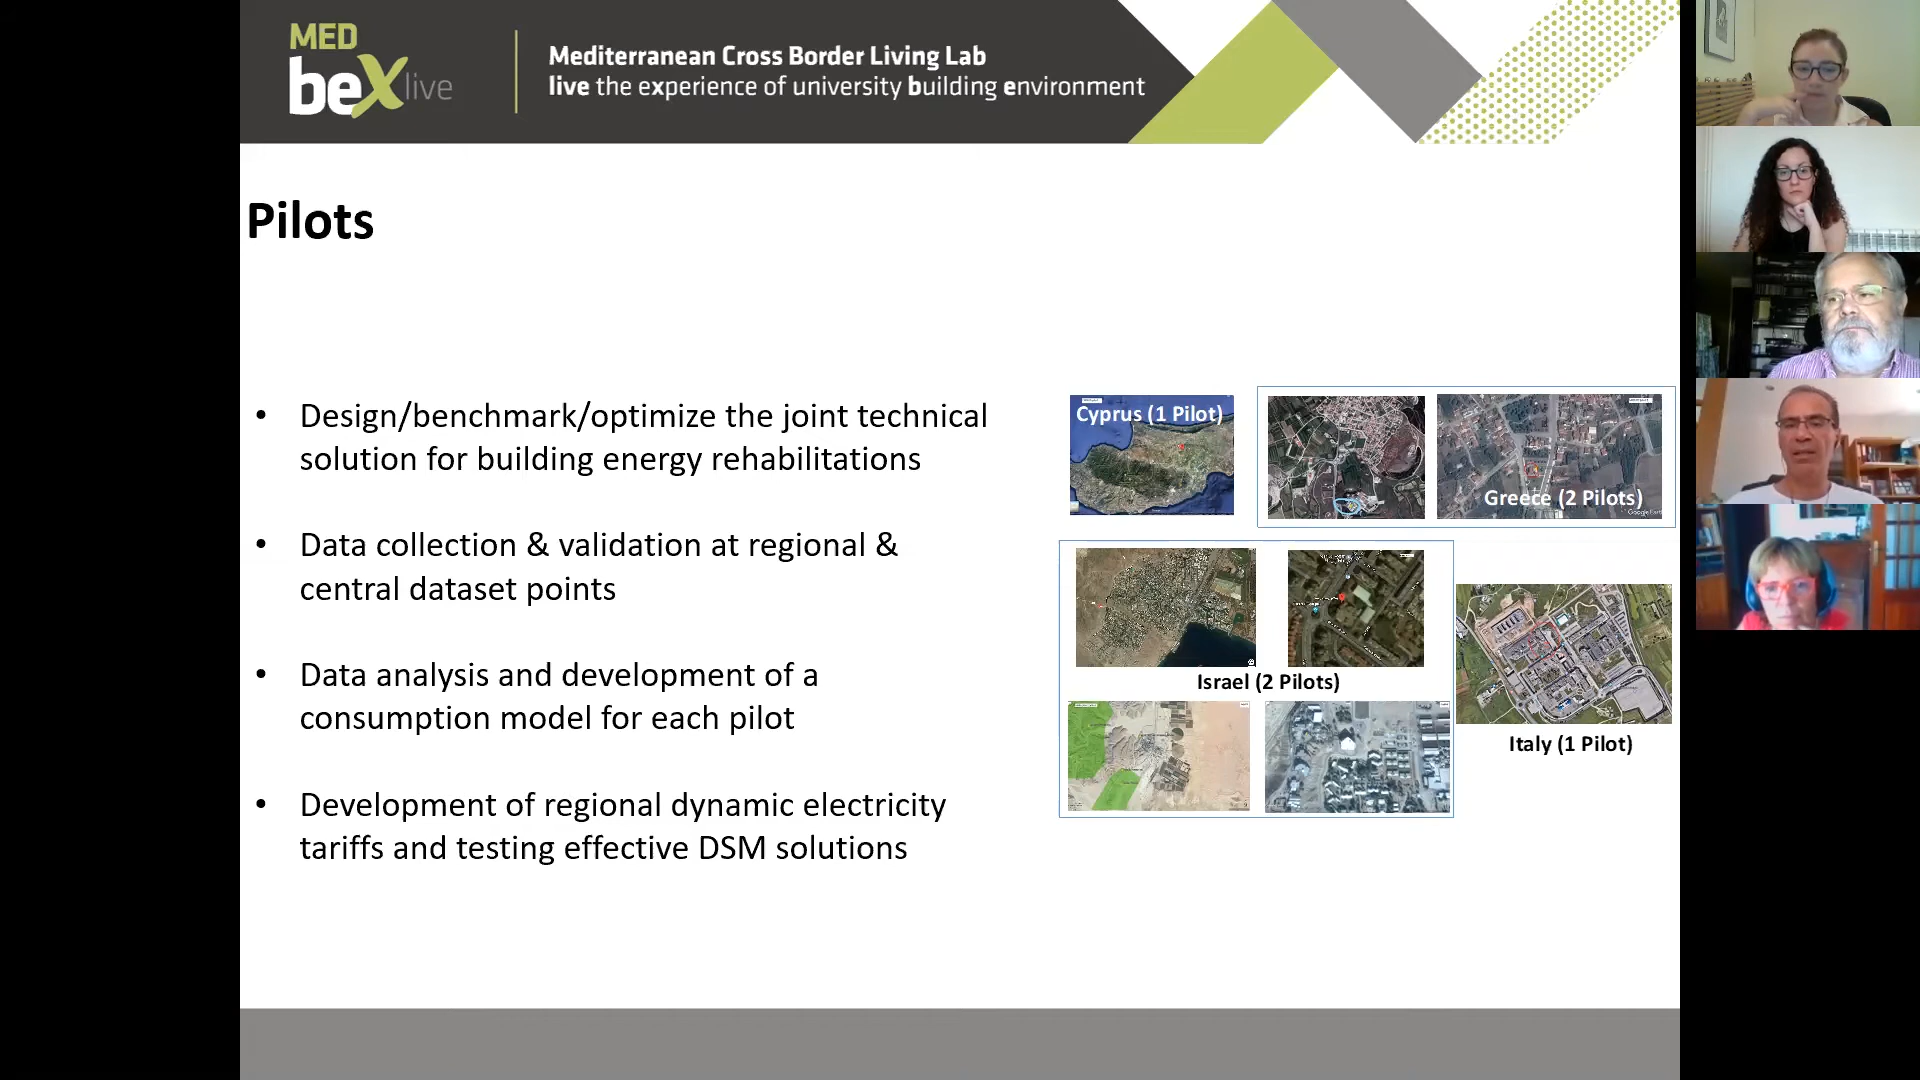 MED
beXlive
Mediterranean Cross Border Living Lab
live the experience of university building environment
Pilots
• Design/benchmark/optimize the joint technical
solution for building energy rehabilitations
• Data collection & validation at regional &
central dataset points
• Data analysis and development of a
consumption model for each pilot
• Development of regional dynamic electricity
tariffs and testing effective DSM solutions
Cyprus (1 Pilot)
Greece (2 Pilots)
Israel (2 Pilots)
Italy (1 Pilot)